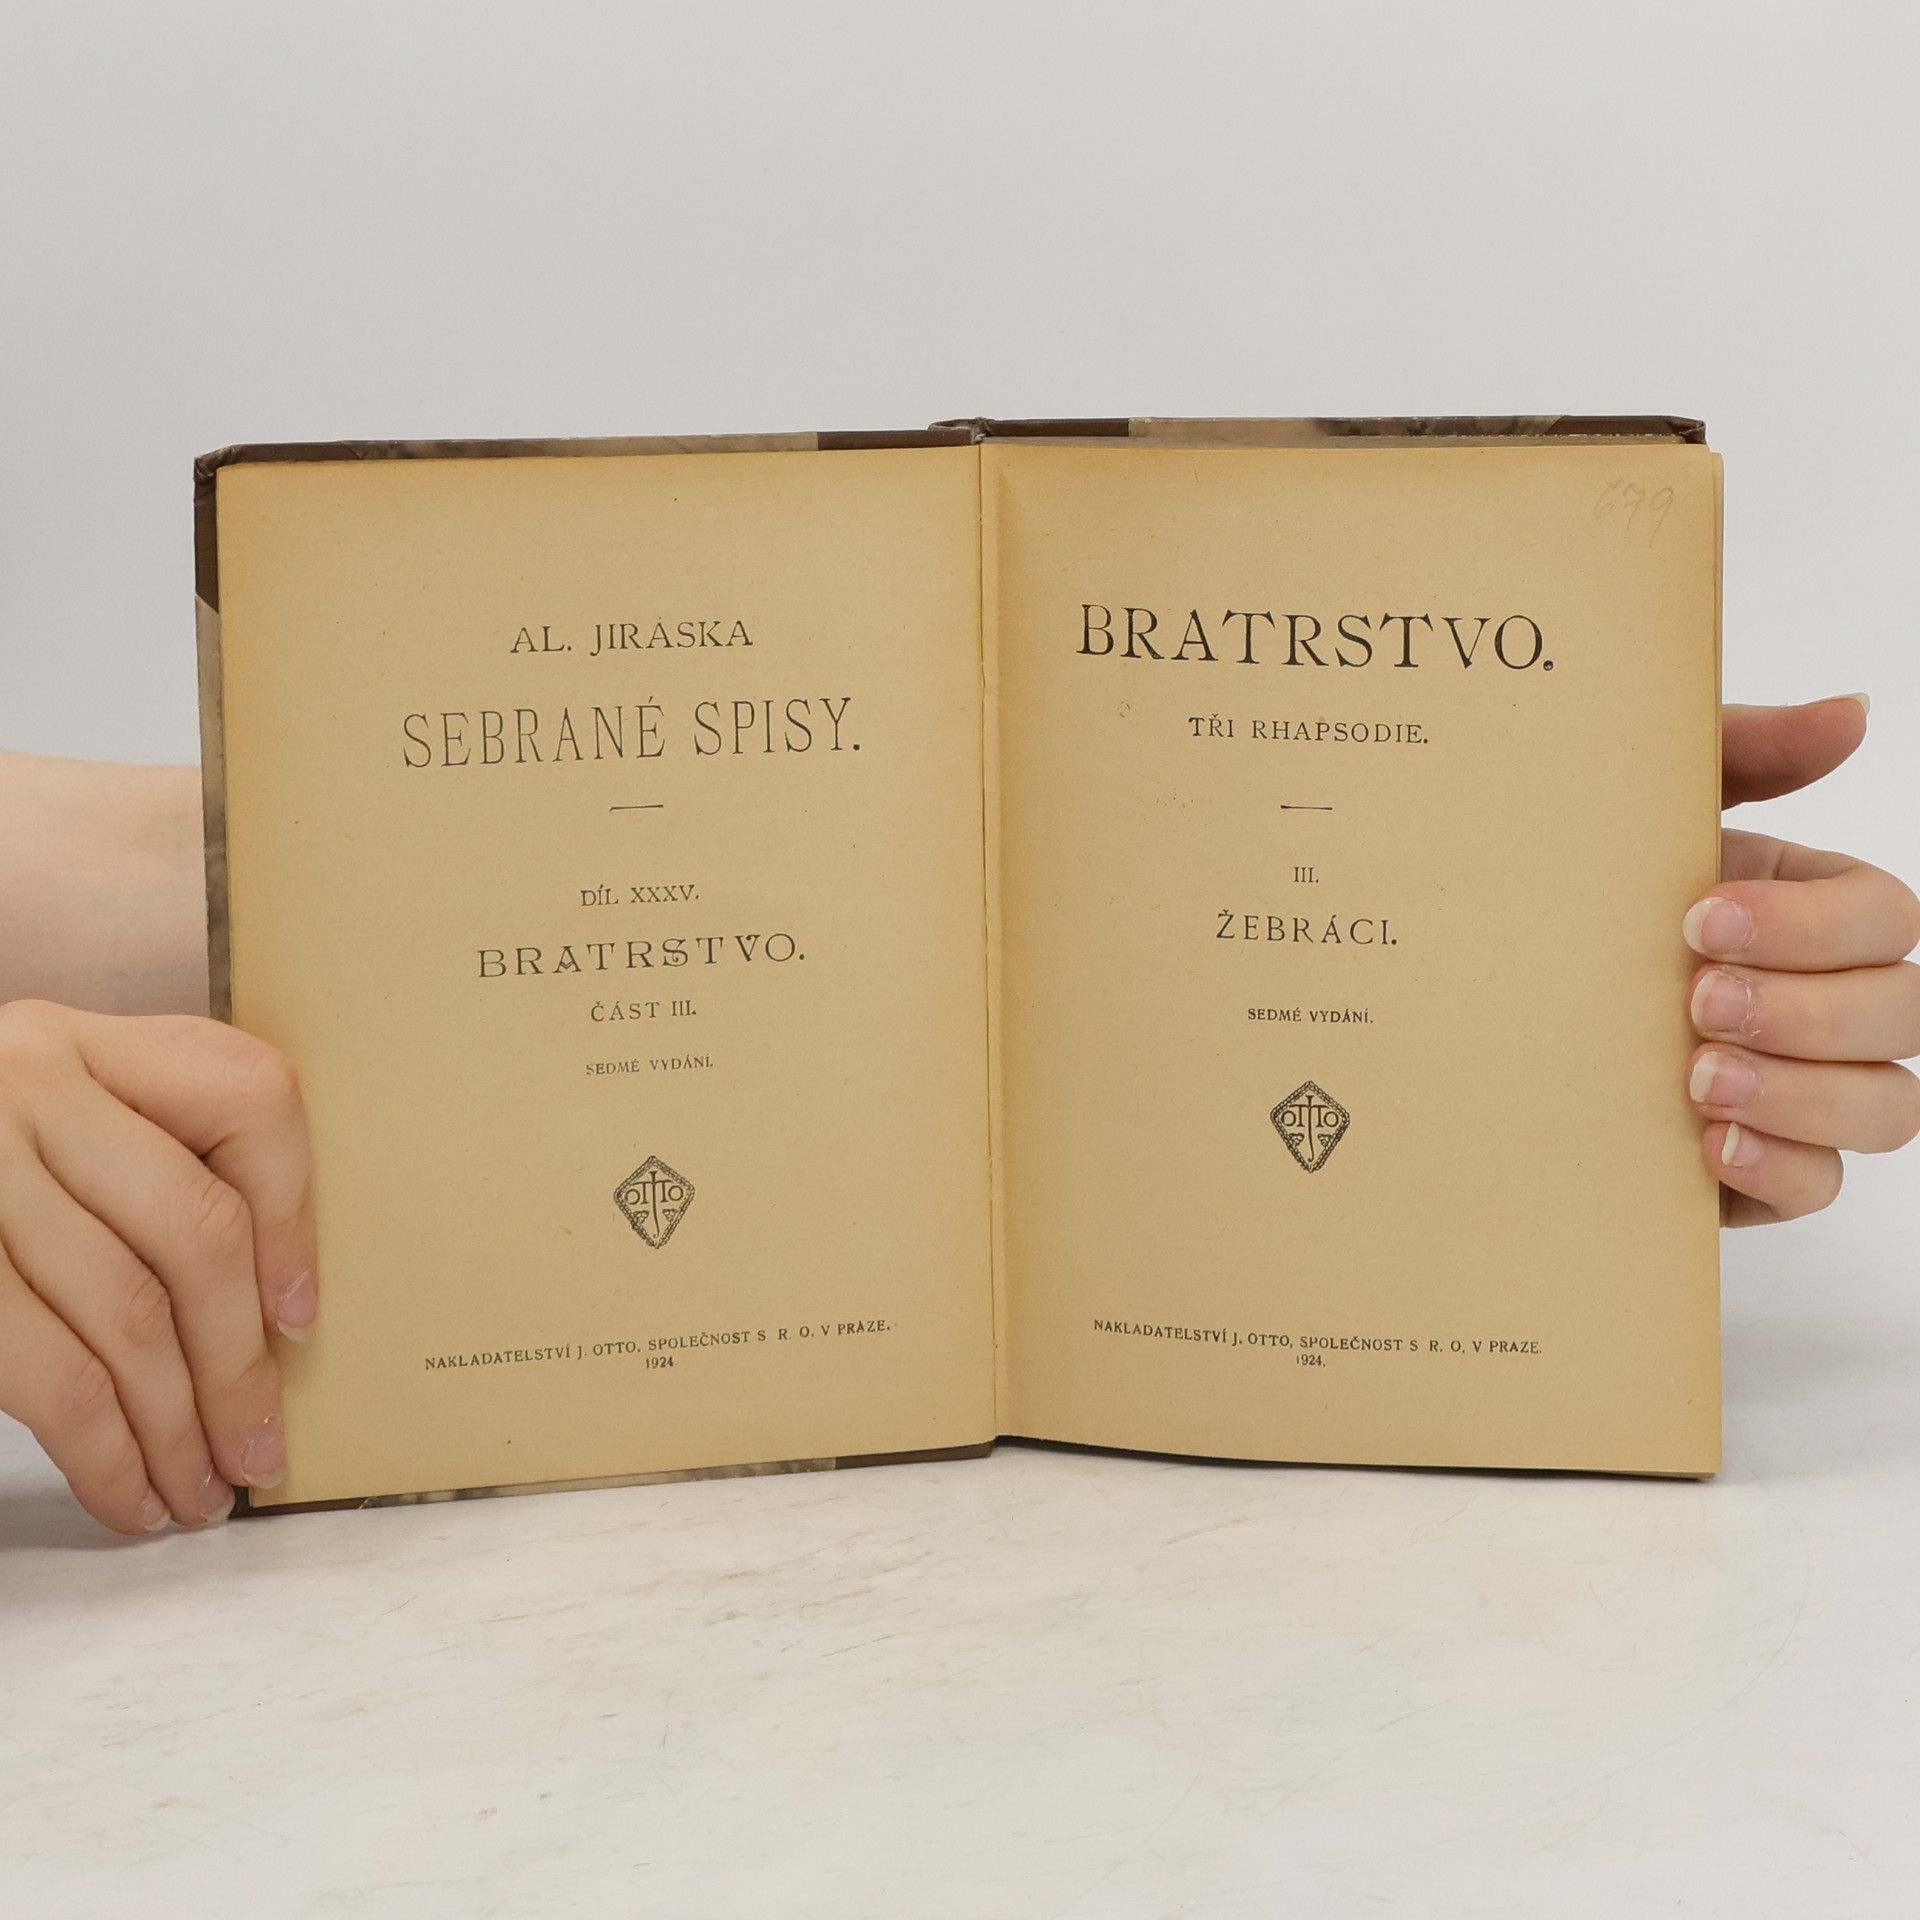 AL. JIRÁSKA
SEBRANÉ SPISY.
DÍL XXXV.
BRATRSTVO.
ČÁST III.
SEDMÉ VYDÁNÍ.
OTTO
NAKLADATELSTVÍ J. OTTO, SPOLEČNOST S R. O. V PRAZE.
1924
679
BRATRSTVO.
TŘI RHAPSODIE.
III.
ŽEBRÁCI.
SEDMÉ VYDÁNÍ.
OTTO
NAKLADATELSTVÍ J. OTTO, SPOLEČNOST S R. O. V PRAZE.
1924.